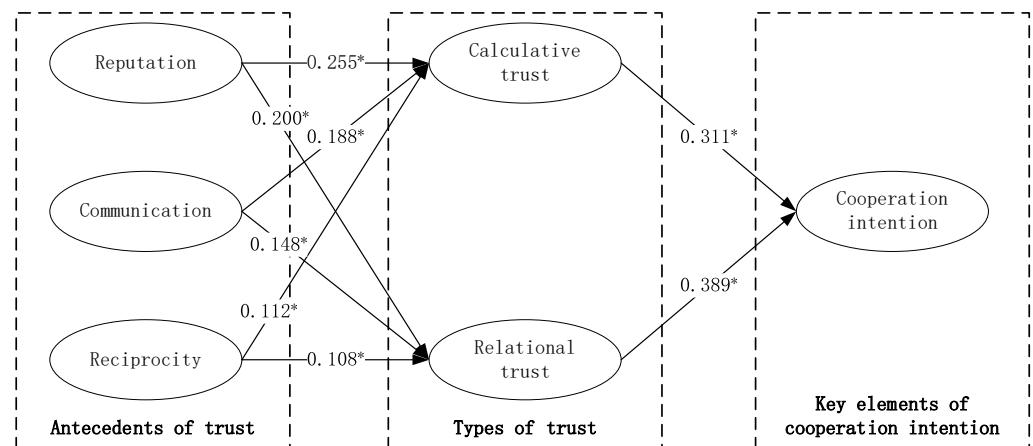 Reputation
Calculative
trust
0.255*
0.200*
0.188*
0.311*
Communication
Cooperation
intention
0.148*
0.389*
0.112*
Reciprocity
0.108*
Relational
trust
Antecedents of trust
Types of trust
Key elements of
cooperation intention